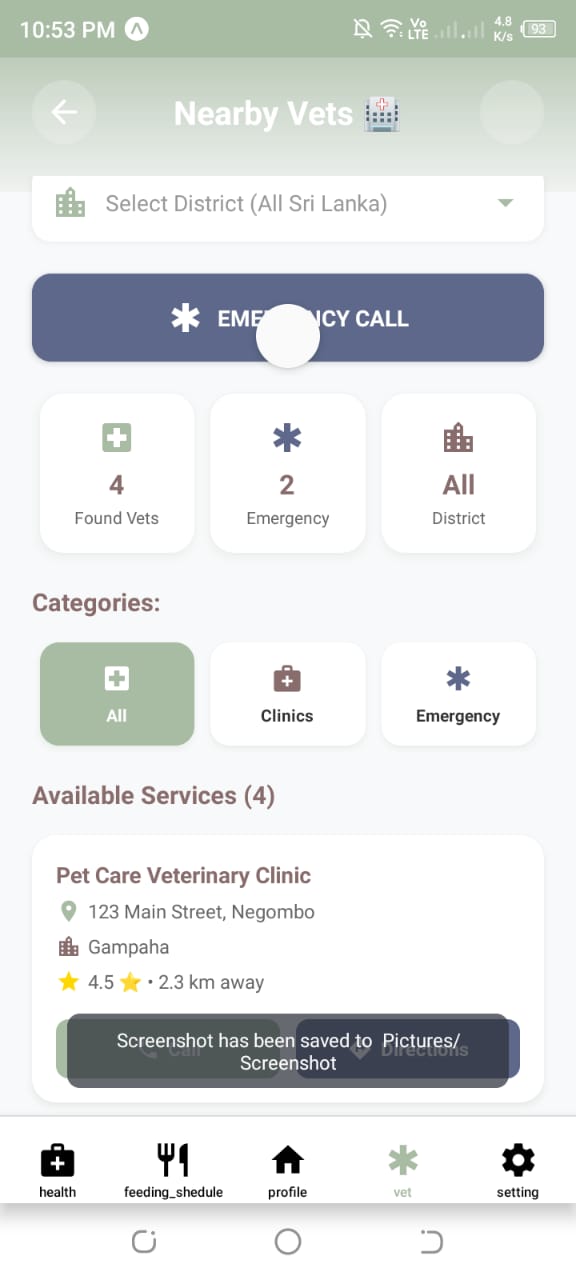 10:53 PM
Vo LTE
4.8 K/s
93
Nearby Vets
Select District (All Sri Lanka)
CALL
4
Found Vets
2
Emergency
All
District
Categories:
All
Clinics
Emergency
Available Services (4)
Pet Care Veterinary Clinic
123 Main Street, Negombo
Gampaha
4.5 ⭐ • 2.3 km away
Call
Directions
Screenshot has been saved to Pictures/
Screenshot
health
feeding_shedule
profile
vet
setting